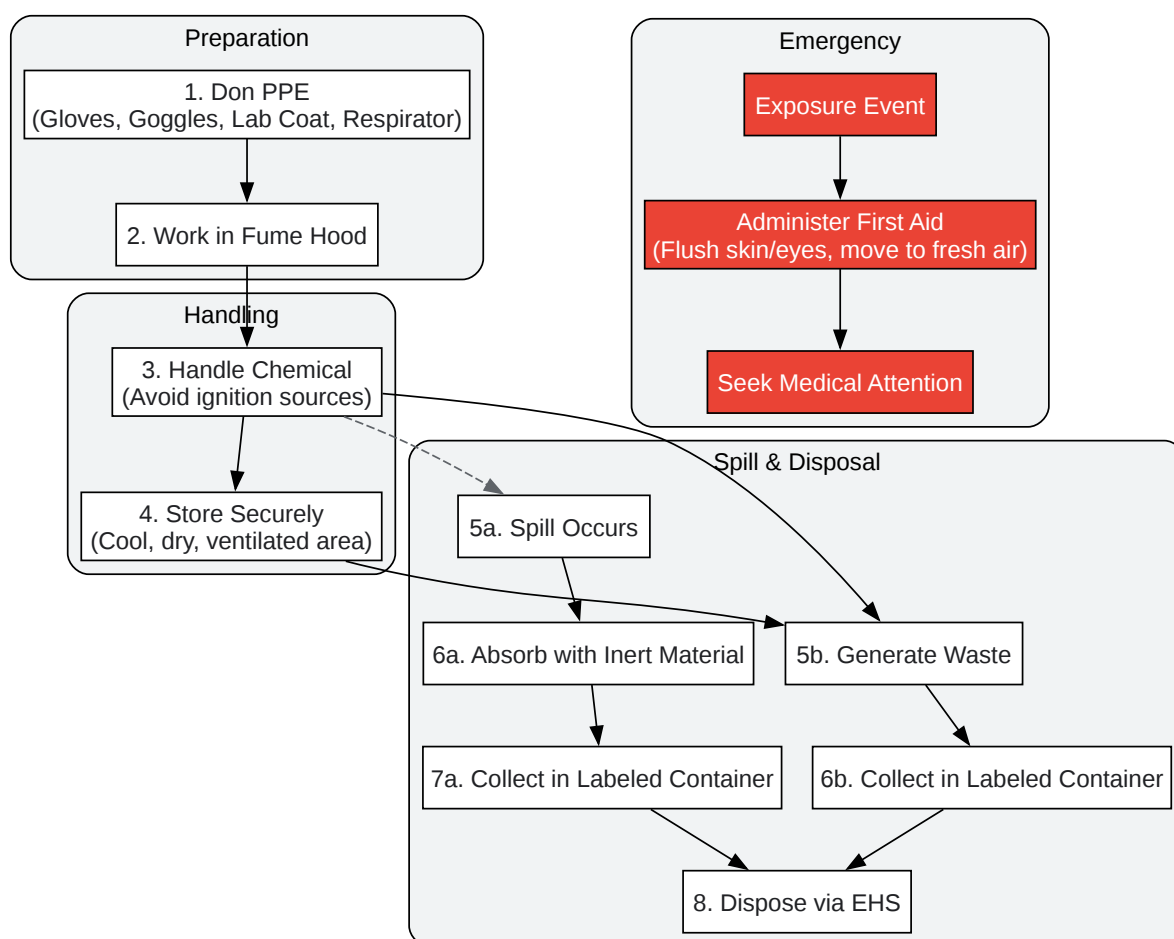 Preparation
1. Don PPE
(Gloves, Goggles, Lab Coat, Respirator)
2. Work in Fume Hood
Handling
3. Handle Chemical
(Avoid ignition sources)
4. Store Securely
(Cool, dry, ventilated area)
Emergency
Exposure Event
Administer First Aid
(Flush skin/eyes, move to fresh air)
Seek Medical Attention
Spill & Disposal
5a. Spill Occurs
6a. Absorb with Inert Material
5b. Generate Waste
7a. Collect in Labeled Container
6b. Collect in Labeled Container
8. Dispose via EHS